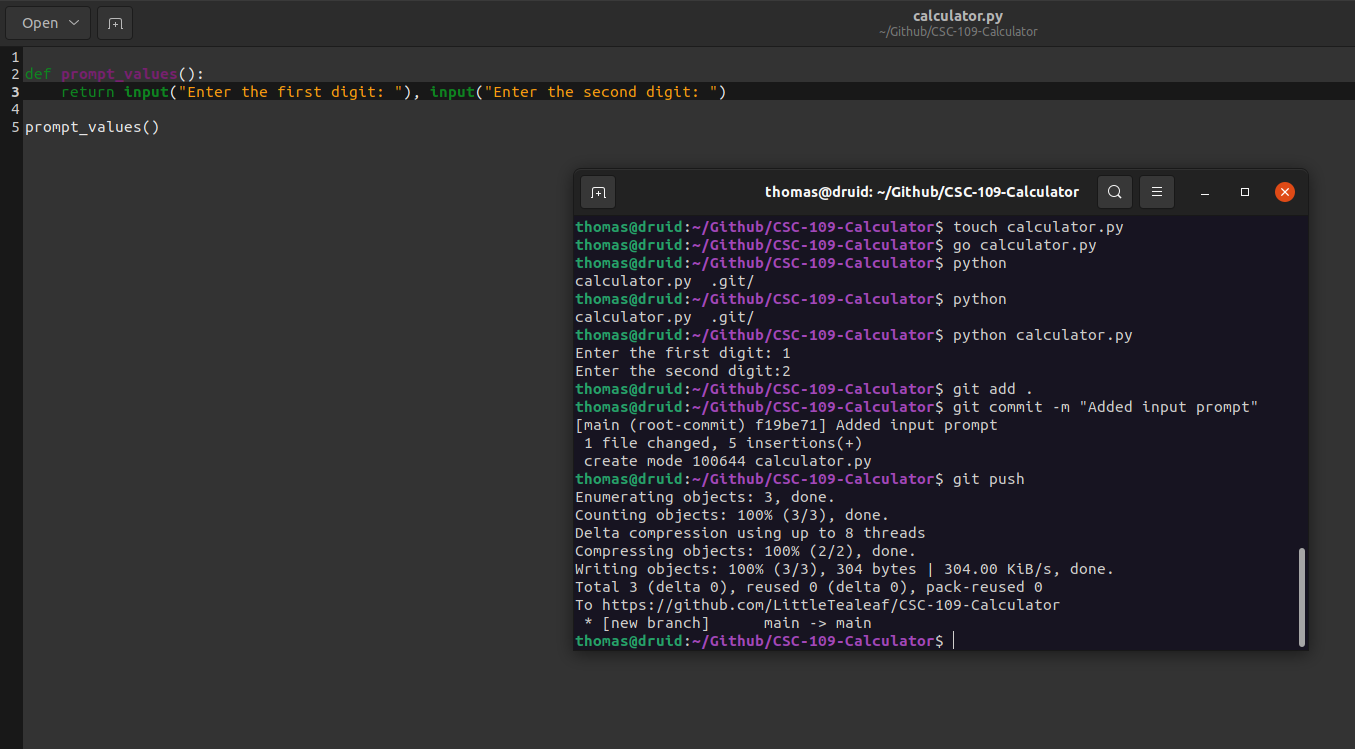 Open
calculator.py
~/Github/CSC-109-Calculator
1
2 def prompt_values():
3     return input("Enter the first digit: "), input("Enter the second digit: ")
4
5 prompt_values()
thomas@druid: ~/Github/CSC-109-Calculator
thomas@druid:~/Github/CSC-109-Calculator$ touch calculator.py
thomas@druid:~/Github/CSC-109-Calculator$ go calculator.py
thomas@druid:~/Github/CSC-109-Calculator$ python
calculator.py  .git/
thomas@druid:~/Github/CSC-109-Calculator$ python
calculator.py  .git/
thomas@druid:~/Github/CSC-109-Calculator$ python calculator.py
Enter the first digit: 1
Enter the second digit:2
thomas@druid:~/Github/CSC-109-Calculator$ git add .
thomas@druid:~/Github/CSC-109-Calculator$ git commit -m "Added input prompt"
[main (root-commit) f19be71] Added input prompt
 1 file changed, 5 insertions(+)
 create mode 100644 calculator.py
thomas@druid:~/Github/CSC-109-Calculator$ git push
Enumerating objects: 3, done.
Counting objects: 100% (3/3), done.
Delta compression using up to 8 threads
Compressing objects: 100% (2/2), done.
Writing objects: 100% (3/3), 304 bytes | 304.00 KiB/s, done.
Total 3 (delta 0), reused 0 (delta 0), pack-reused 0
To https://github.com/LittleTealeaf/CSC-109-Calculator
 * [new branch]      main -> main
thomas@druid:~/Github/CSC-109-Calculator$